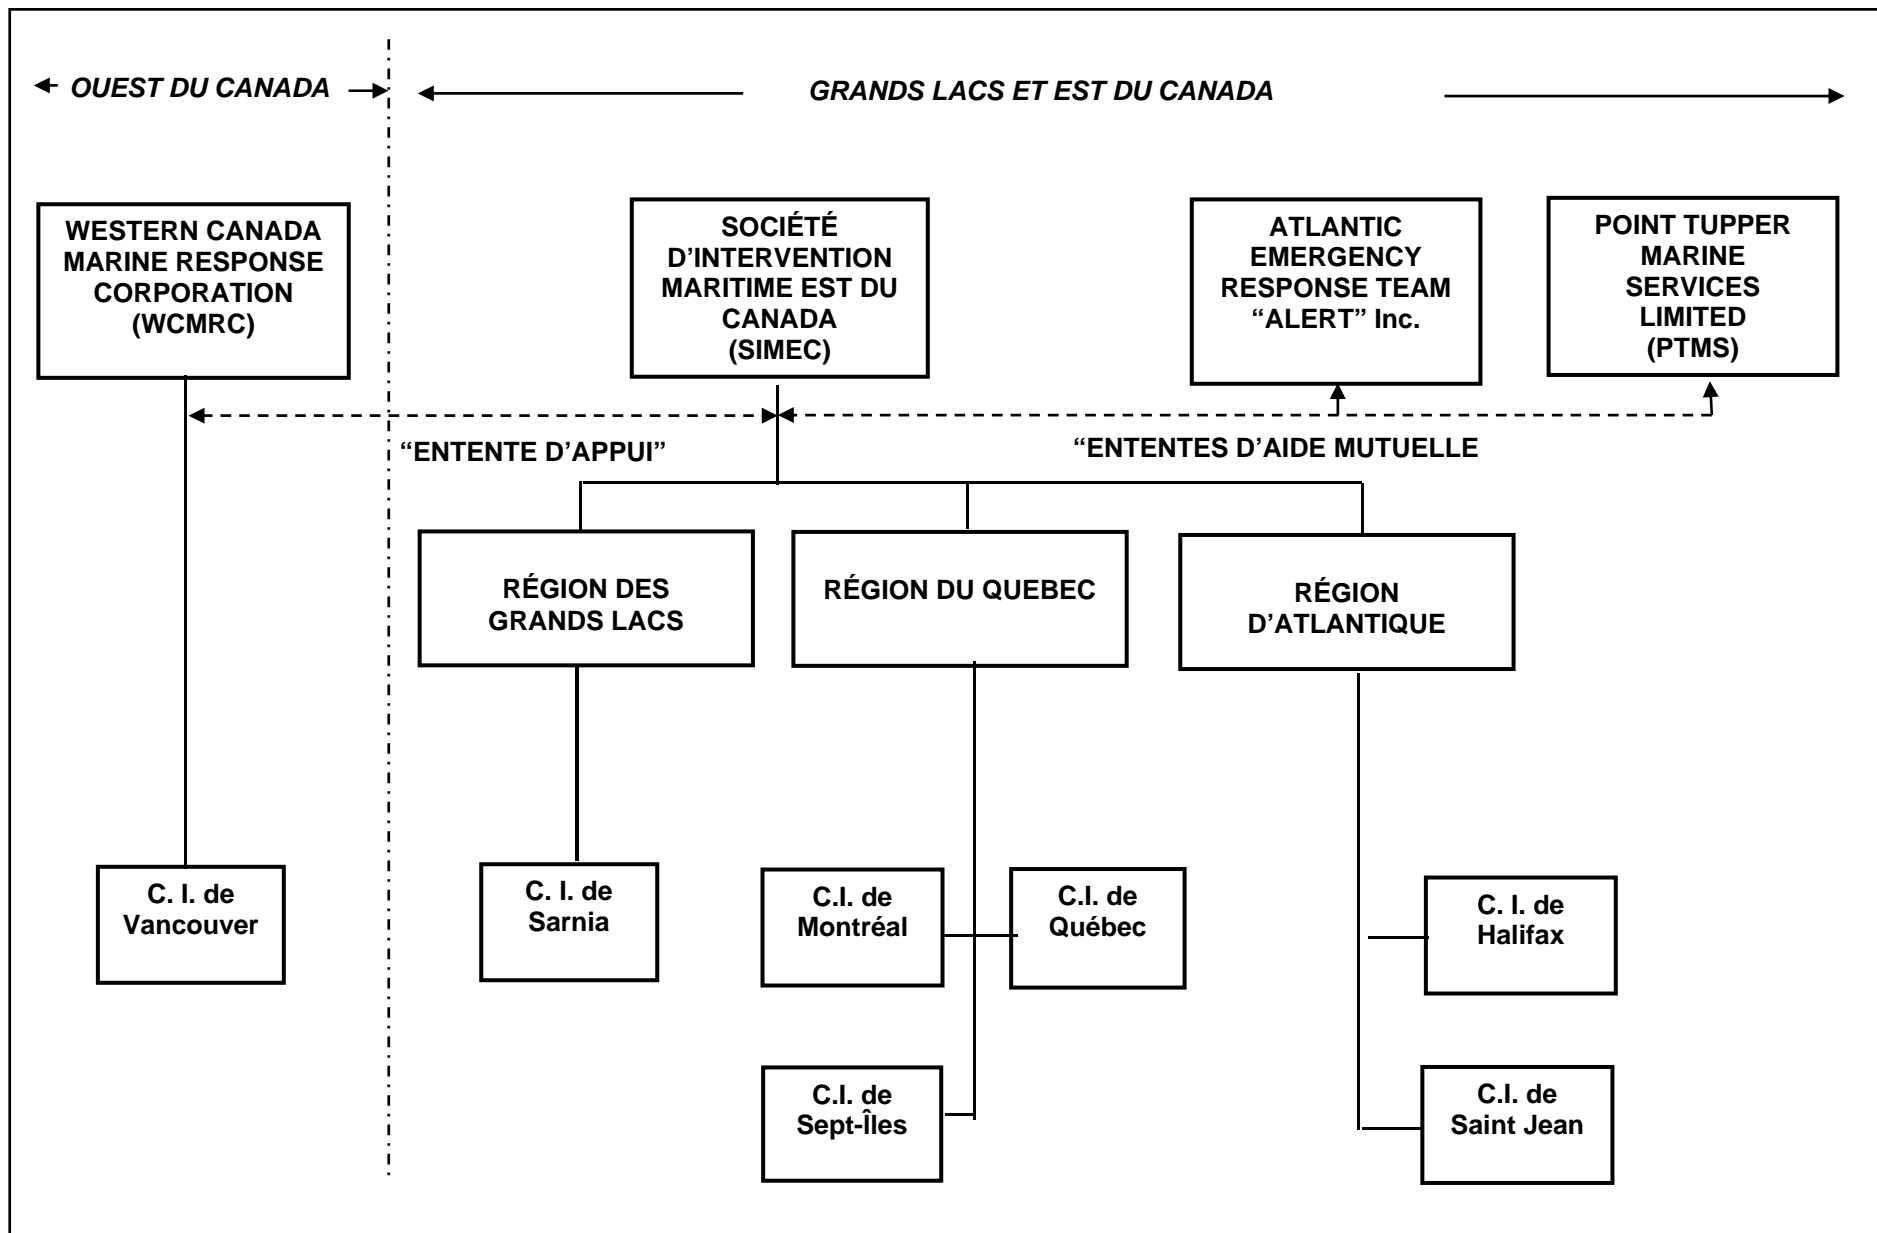 OUEST DU CANADA
GRANDS LACS ET EST DU CANADA
WESTERN CANADA
MARINE RESPONSE
CORPORATION
(WCMRC)
SOCIÉTÉ
D’INTERVENTION
MARITIME EST DU
CANADA
(SIMEC)
ATLANTIC
EMERGENCY
RESPONSE TEAM
“ALERT” Inc.
POINT TUPPER
MARINE
SERVICES
LIMITED
(PTMS)
“ENTENTE D’APPUI”
“ENTENTES D’AIDE MUTUELLE
RÉGION DES
GRANDS LACS
RÉGION DU QUEBEC
RÉGION
D’ATLANTIQUE
C. I. de
Vancouver
C. I. de
Sarnia
C.I. de
Montréal
C.I. de
Québec
C. I. de
Halifax
C.I. de
Sept-Îles
C.I. de
Saint Jean